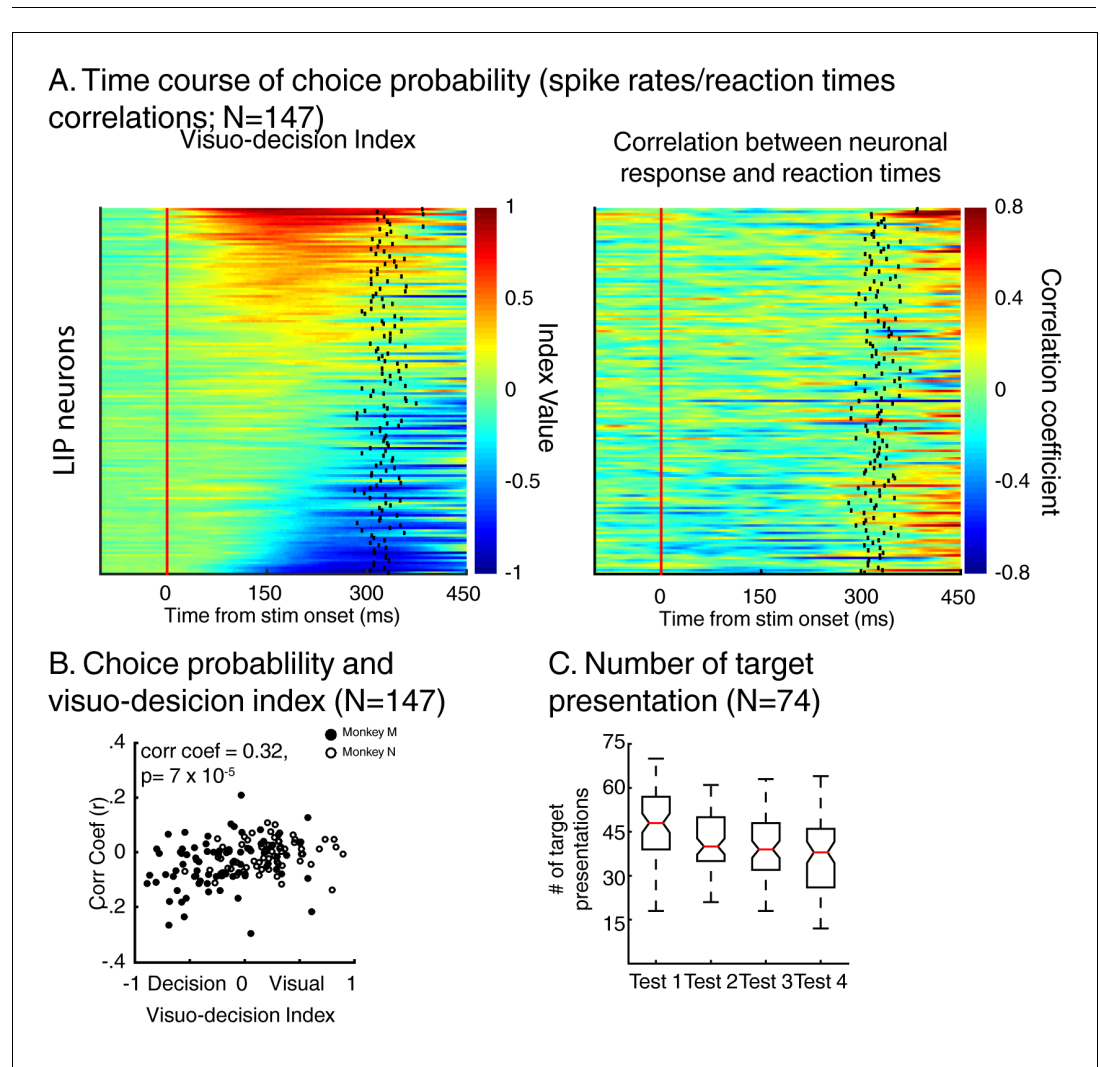 A. Time course of choice probability (spike rates/reaction times
correlations; N=147)
Visuo-decision Index
Correlation between neuronal
response and reaction times
LIP neurons
1
0.5
0
-0.5
-1
Index Value
0.8
0.4
0
-0.4
-0.8
Correlation coefficient
0 150 300 450
Time from stim onset (ms)
0 150 300 450
Time from stim onset (ms)
B. Choice probablility and
visuo-desicion index (N=147)
Monkey M
Monkey N
corr coef = 0.32,
p= 7 x 10-5
Corr Coef (r)
.4
.2
0
.2
-.4
-1 Decision 0 Visual 1
Visuo-decision Index
C. Number of target
presentation (N=74)
# of target
presentations
75
60
45
30
15
Test 1 Test 2 Test 3 Test 4